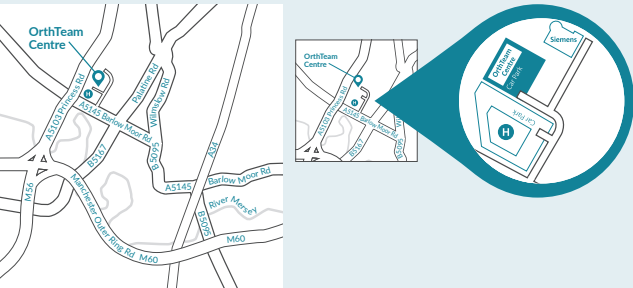 OrthTeam
Centre
A5103 Princess Rd
H
A5145 Barlow Moor Rd
Palatine Rd
Wilmslow Rd
B5167
B5095
A34
A5145
Barlow Moor Rd
River Mersey
B5095
M56
Manchester Outer Ring Rd M60
M60
OrthTeam
Centre
A5103 Princess Rd
H
A5145 Barlow Moor Rd
B5167
B5095
Siemens
OrthTeam
Centre
Car Park
Car Park
H